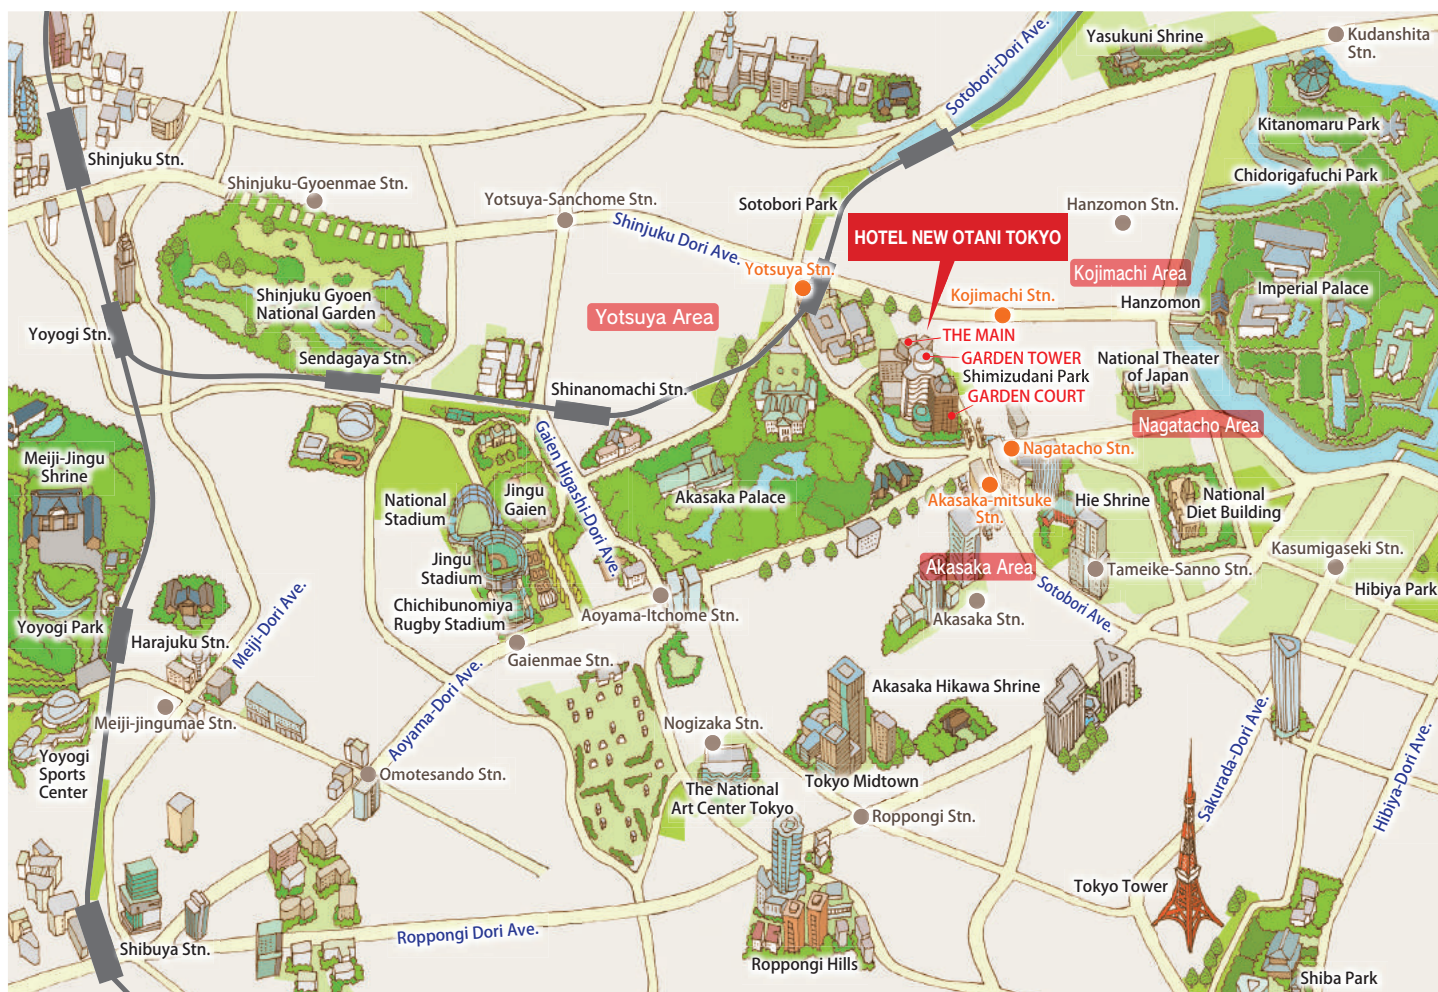 Yasukuni Shrine
Kudanshita
Stn.
Sotobori-Dori Ave.
Kitanomaru Park
Shinjuku Stn.
Shinjuku-Gyoenmae Stn.
Chidorigafuchi Park
Yotsuya-Sanchome Stn.
Sotobori Park
Hanzomon Stn.
Shinjuku Dori Ave.
HOTEL NEW OTANI TOKYO
Yotsuya Stn.
Kojimachi Area
Shinjuku Gyoen
National Garden
Kojimachi Stn.
Hanzomon
Imperial Palace
Yotsuya Area
Yoyogi Stn.
THE MAIN
Sendagaya Stn.
GARDEN TOWER
Shimizudani Park
GARDEN COURT
National Theater
of Japan
Shinanomachi Stn.
Nagatacho Area
Gaien Higashi-Dori Ave.
Nagatacho Stn.
Meiji-Jingu
Shrine
National
Stadium
Jingu
Gaien
Akasaka Palace
Akasaka-mitsuke
Stn.
Hie Shrine
National
Diet Building
Jingu
Stadium
Kasumigaseki Stn.
Akasaka Area
Tameike-Sanno Stn.
Hibiya Park
Chichibunomiya
Rugby Stadium
Aoyama-Itchome Stn.
Akasaka Stn.
Sotobori Ave.
Yoyogi Park
Harajuku Stn.
Meiji-Dori Ave.
Gaienmae Stn.
Aoyama-Dori Ave.
Akasaka Hikawa Shrine
Meiji-jingumae Stn.
Nogizaka Stn.
Sakurada-Dori Ave.
Hibiya-Dori Ave.
Yoyogi
Sports
Center
Omotesando Stn.
The National
Art Center Tokyo
Tokyo Midtown
Roppongi Stn.
Tokyo Tower
Shibuya Stn.
Roppongi Dori Ave.
Roppongi Hills
Shiba Park